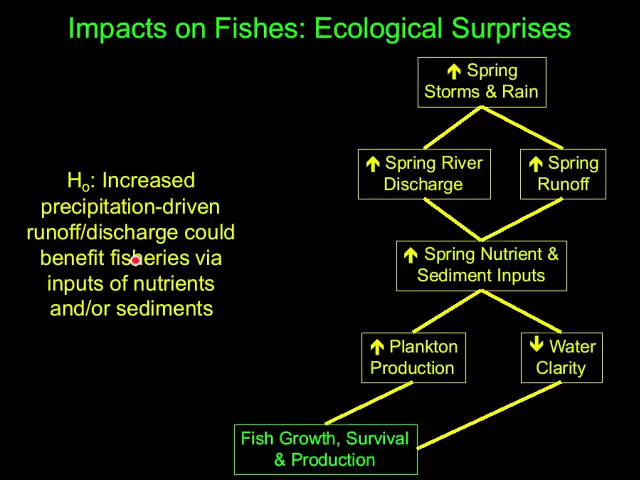 Impacts on Fishes: Ecological Surprises
🡅 Spring
Storms & Rain
🡅 Spring River
Discharge
🡅 Spring
Runoff
Hₒ: Increased
precipitation-driven
runoff/discharge could
benefit fisheries via
inputs of nutrients
and/or sediments
🡅 Spring Nutrient &
Sediment Inputs
🡅 Plankton
Production
🡇 Water
Clarity
Fish Growth, Survival
& Production